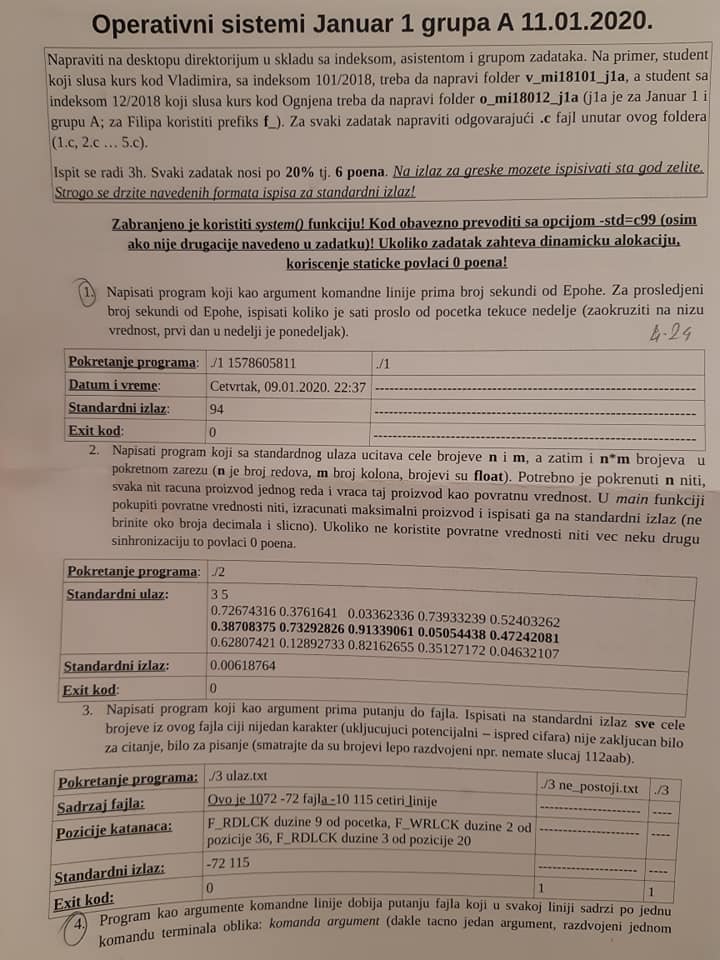 Operativni sistemi Januar 1 grupa A 11.01.2020.
Napraviti na desktopu direktorijum u skladu sa indeksom, asistentom i grupom zadataka. Na primer, student
koji slusa kurs kod Vladimira, sa indeksom 101/2018, treba da napravi folder v_mi18101_j1a, a student sa
indeksom 12/2018 koji slusa kurs kod Ognjena treba da napravi folder o_mi18012_j1a (j1a je za Januar 1 i
grupu A; za Filipa koristiti prefiks f_). Za svaki zadatak napraviti odgovarajući .c fajl unutar ovog foldera
(1.c, 2.c … 5.c).
Ispit se radi 3h. Svaki zadatak nosi po 20% tj. 6 poena. Na izlaz za greske mozete ispisivati sta god zelite.
Strogo se drzite navedenih formata ispisa za standardni izlaz!
Zabranjeno je koristiti system() funkciju! Kod obavezno prevoditi sa opcijom -std=c99 (osim
ako nije drugacije navedeno u zadatku)! Ukoliko zadatak zahteva dinamicku alokaciju,
koriscenje staticke povlaci 0 poena!
1. Napisati program koji kao argument komandne linije prima broj sekundi od Epohe. Za prosledjeni
broj sekundi od Epohe, ispisati koliko je sati proslo od pocetka tekuce nedelje (zaokruziti na nizu
vrednost, prvi dan u nedelji je ponedeljak).
4-24
Pokretanje programa: ./1 1578605811 ./1
Datum i vreme: Cetvrtak, 09.01.2020. 22:37 ----------------------------------------
Standardni izlaz: 94 ----------------------------------------
Exit kod: 0 ----------------------------------------
2. Napisati program koji sa standardnog ulaza ucitava cele brojeve n i m, a zatim i n*m brojeva u
pokretnom zarezu (n je broj redova, m broj kolona, brojevi su float). Potrebno je pokrenuti n niti,
svaka nit racuna proizvod jednog reda i vraca taj proizvod kao povratnu vrednost. U main funkciji
pokupiti povratne vrednosti niti, izracunati maksimalni proizvod i ispisati ga na standardni izlaz (ne
brinite oko broja decimala i slicno). Ukoliko ne koristite povratne vrednosti niti vec neku drugu
sinhronizaciju to povlaci 0 poena.
Pokretanje programa: ./2
Standardni ulaz: 3 5
0.72674316 0.3761641 0.03362336 0.73933239 0.52403262
0.38708375 0.73292826 0.91339061 0.05054438 0.47242081
0.62807421 0.12892733 0.82162655 0.35127172 0.04632107
Standardni izlaz: 0.00618764
Exit kod: 0
3. Napisati program koji kao argument prima putanju do fajla. Ispisati na standardni izlaz sve cele
brojeve iz ovog fajla ciji nijedan karakter (ukljucujuci potencijalni – ispred cifara) nije zakljucan bilo
za citanje, bilo za pisanje (smatrajte da su brojevi lepo razdvojeni npr. nemate slucaj 112aab).
Pokretanje programa: ./3 ulaz.txt ./3 ne_postoji.txt ./3
Sadrzaj fajla: Ovo je 1072 -72 fajla -10 115 cetiri linije -------------------- ----
Pozicije katanaca: F_RDLCK duzine 9 od pocetka, F_WRLCK duzine 2 od -------------------- ----
pozicije 36, F_RDLCK duzine 3 od pozicije 20
Standardni izlaz: -72 115 -------------------- ----
Exit kod: 0 1 1
4. Program kao argumente komandne linije dobija putanju fajla koji u svakoj liniji sadrzi po jednu
komandu terminala oblika: komanda argument (dakle tacno jedan argument, razdvojeni jednom